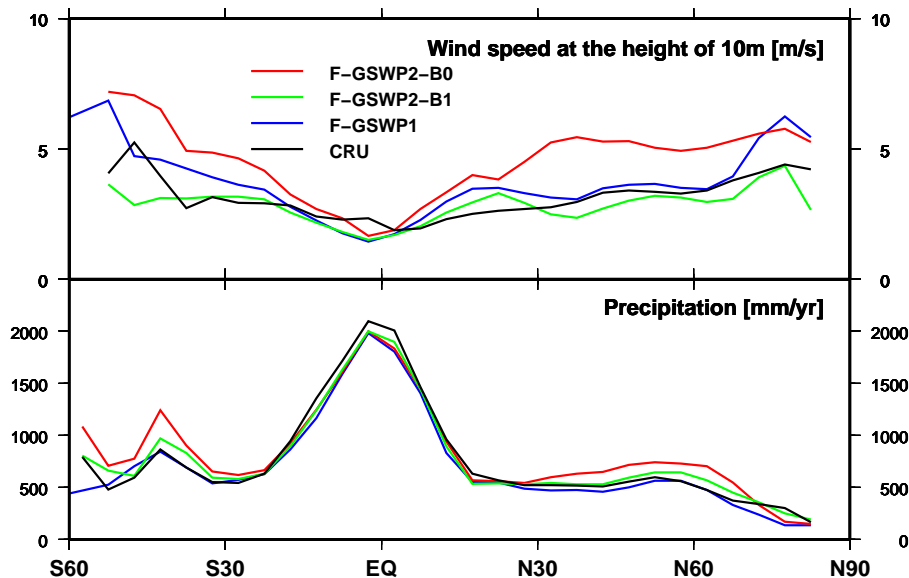 10 10
Wind speed at the height of 10m [m/s]
F−GSWP2−B0
F−GSWP2−B1
F−GSWP1
CRU
5 5
0 0
Precipitation [mm/yr]
2000 2000
1500 1500
1000 1000
500 500
0 0
S60 S30 EQ N30 N60 N90